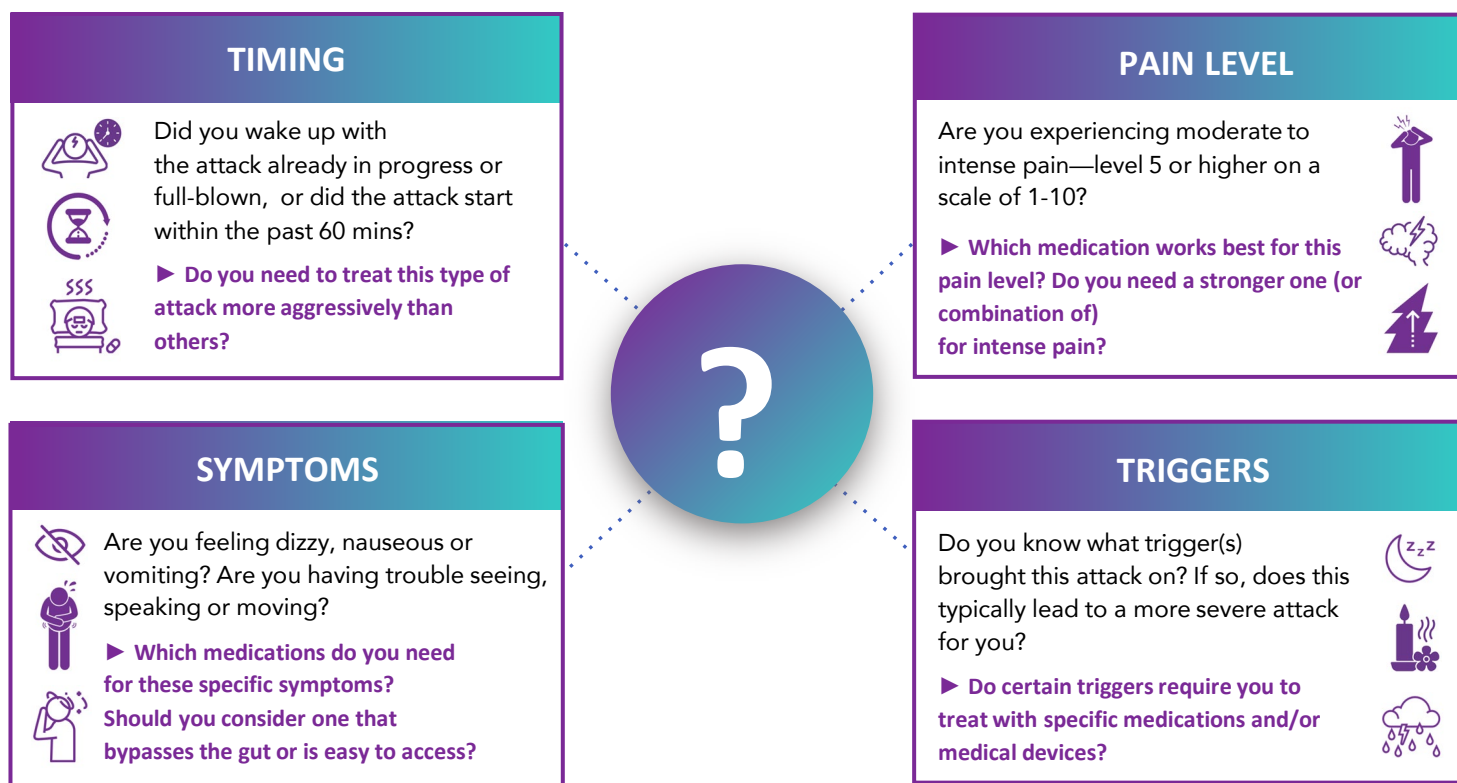 TIMING
Did you wake up with
the attack already in progress or
full-blown, or did the attack start
within the past 60 mins?
► Do you need to treat this type of
attack more aggressively than
others?
PAIN LEVEL
Are you experiencing moderate to
intense pain—level 5 or higher on a
scale of 1-10?
► Which medication works best for this
pain level? Do you need a stronger one (or
combination of)
for intense pain?
?
SYMPTOMS
Are you feeling dizzy, nauseous or
vomiting? Are you having trouble seeing,
speaking or moving?
► Which medications do you need
for these specific symptoms?
Should you consider one that
bypasses the gut or is easy to access?
TRIGGERS
Do you know what trigger(s)
brought this attack on? If so, does this
typically lead to a more severe attack
for you?
► Do certain triggers require you to
treat with specific medications and/or
medical devices?
zzz